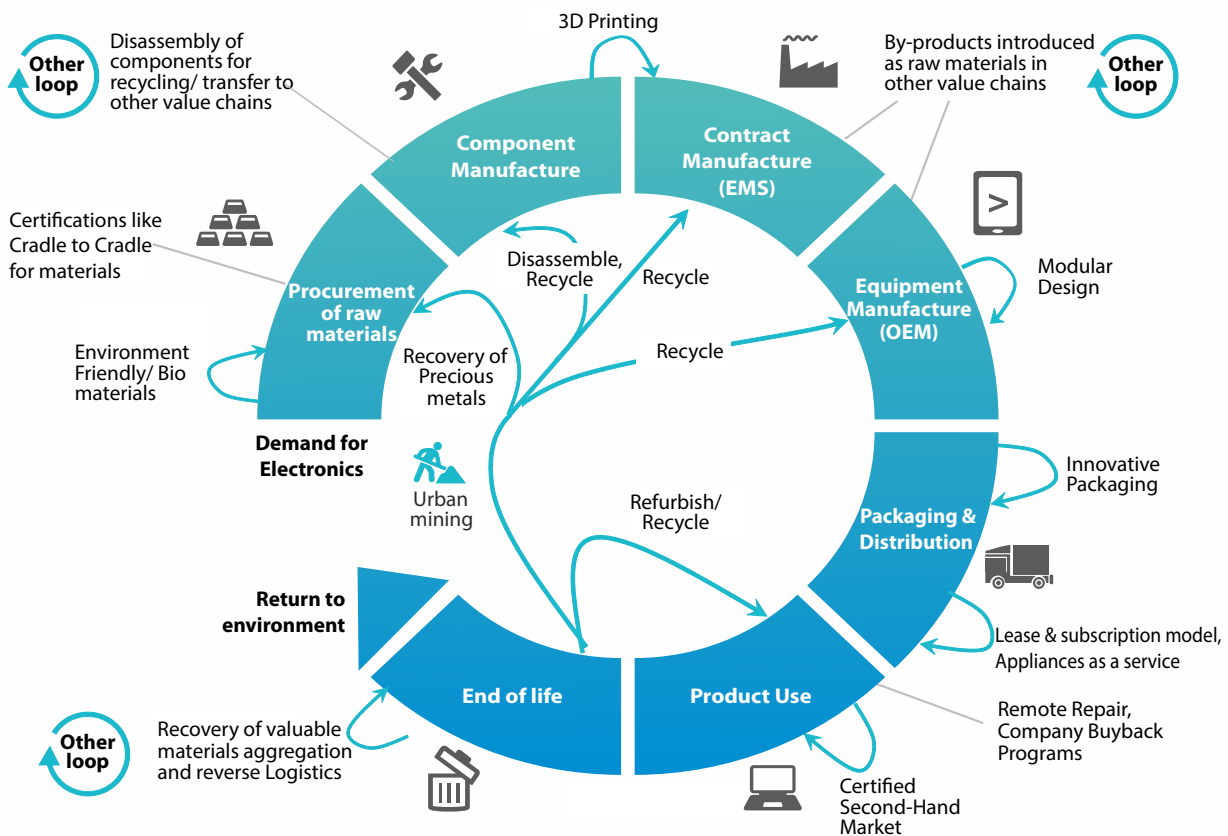 3D Printing
Other
loop
Disassembly of
components for
recycling/ transfer to
other value chains
By-products introduced
as raw materials in
other value chains
Other
loop
Component
Manufacture
Contract
Manufacture
(EMS)
Certifications like
Cradle to Cradle
for materials
>
Procurement
of raw
materials
Disassemble,
Recycle
Recycle
Equipment
Manufacture
(OEM)
Modular
Design
Environment
Friendly/ Bio
materials
Recovery of
Precious
metals
Recycle
Demand for
Electronics
Urban
mining
Refurbish/
Recycle
Innovative
Packaging
Packaging &
Distribution
Return to
environment
Lease & subscription model,
Appliances as a service
End of life
Product Use
Remote Repair,
Company Buyback
Programs
Other
loop
Recovery of valuable
materials aggregation
and reverse Logistics
Certified
Second-Hand
Market